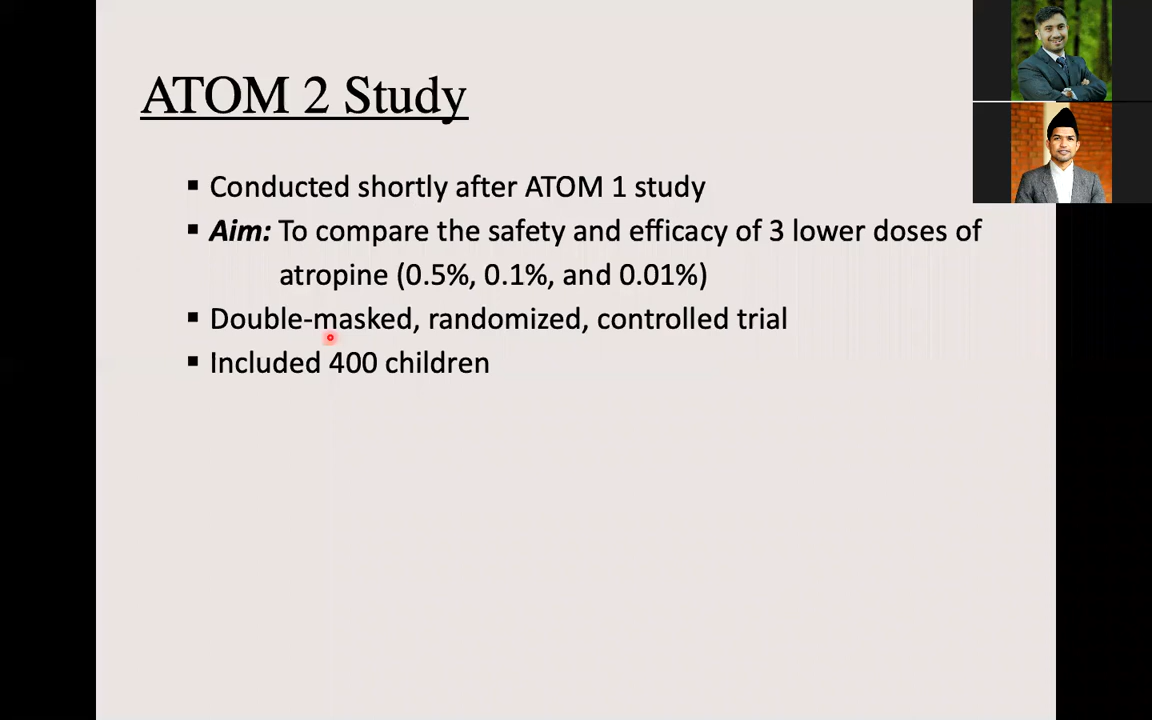 ATOM 2 Study
▪ Conducted shortly after ATOM 1 study
▪ Aim: To compare the safety and efficacy of 3 lower doses of
atropine (0.5%, 0.1%, and 0.01%)
▪ Double-masked, randomized, controlled trial
▪ Included 400 children